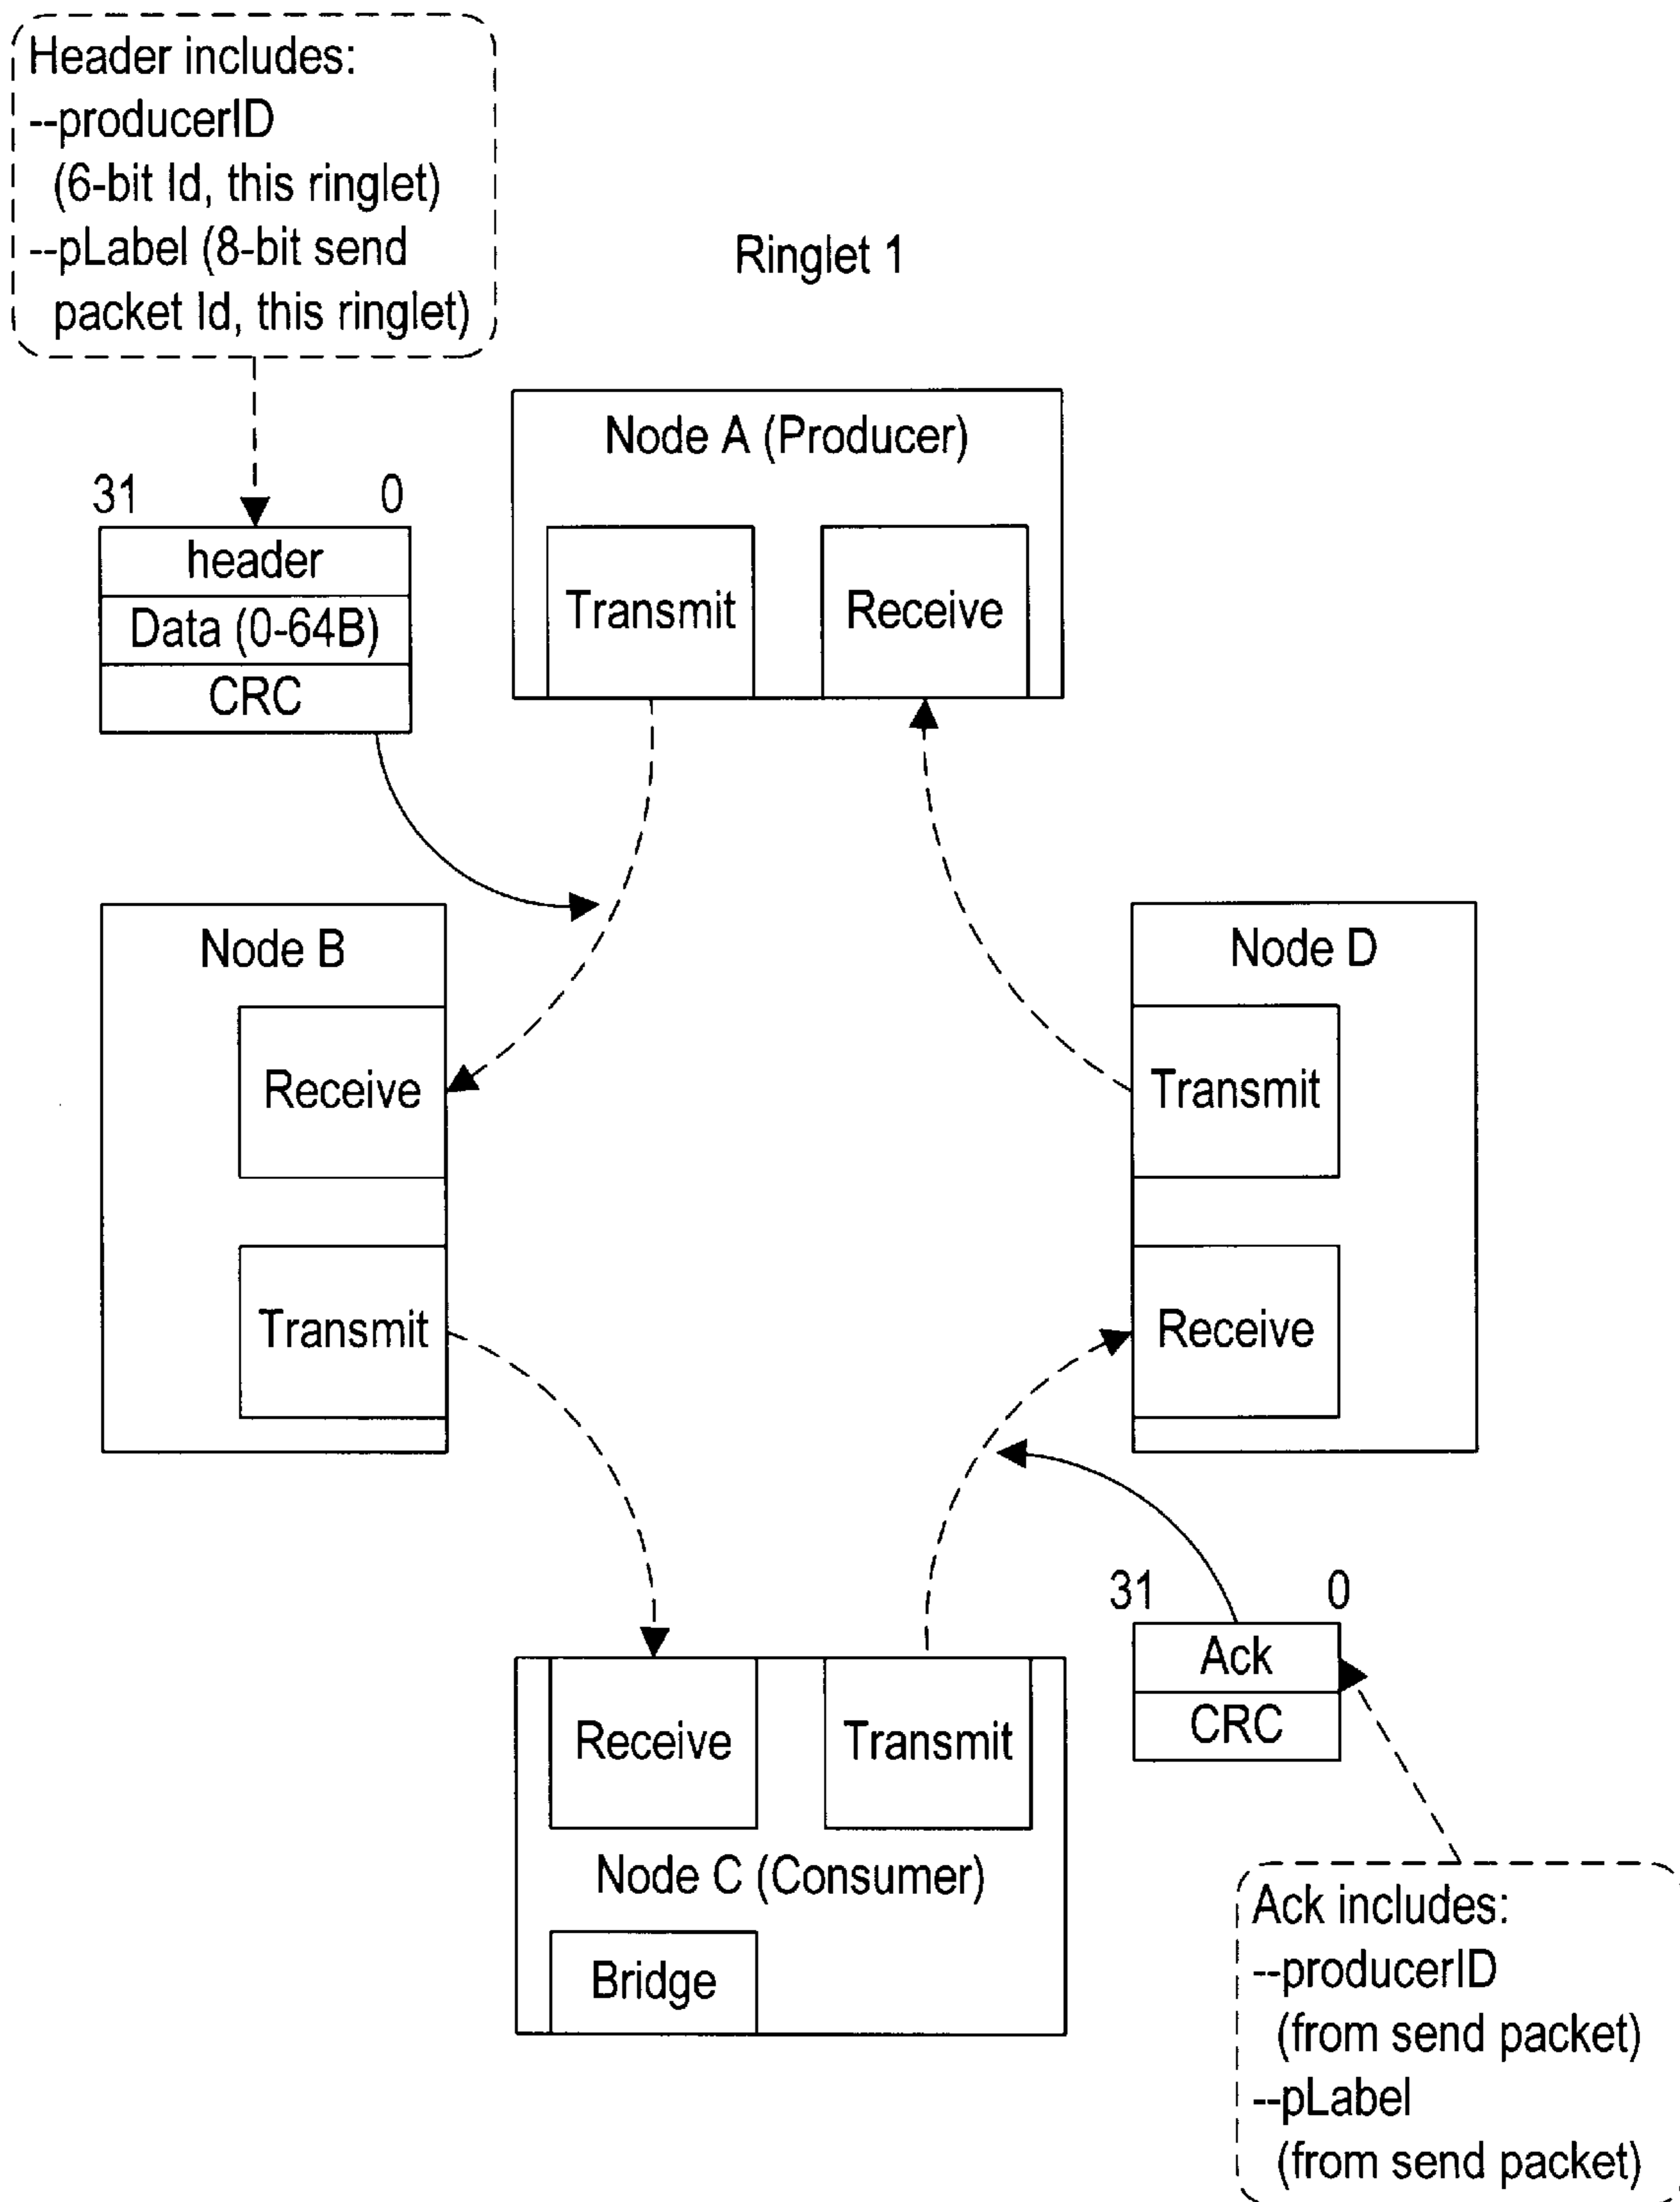 Header includes:
--producerID
(6-bit Id, this ringlet)
--pLabel (8-bit send
packet Id, this ringlet)
Ringlet 1
31 0
header
Data (0-64B)
CRC
Node A (Producer)
Transmit
Receive
Node B
Receive
Transmit
Node D
Transmit
Receive
31 0
Ack
CRC
Receive
Transmit
Node C (Consumer)
Bridge
Ack includes:
--producerID
(from send packet)
--pLabel
(from send packet)